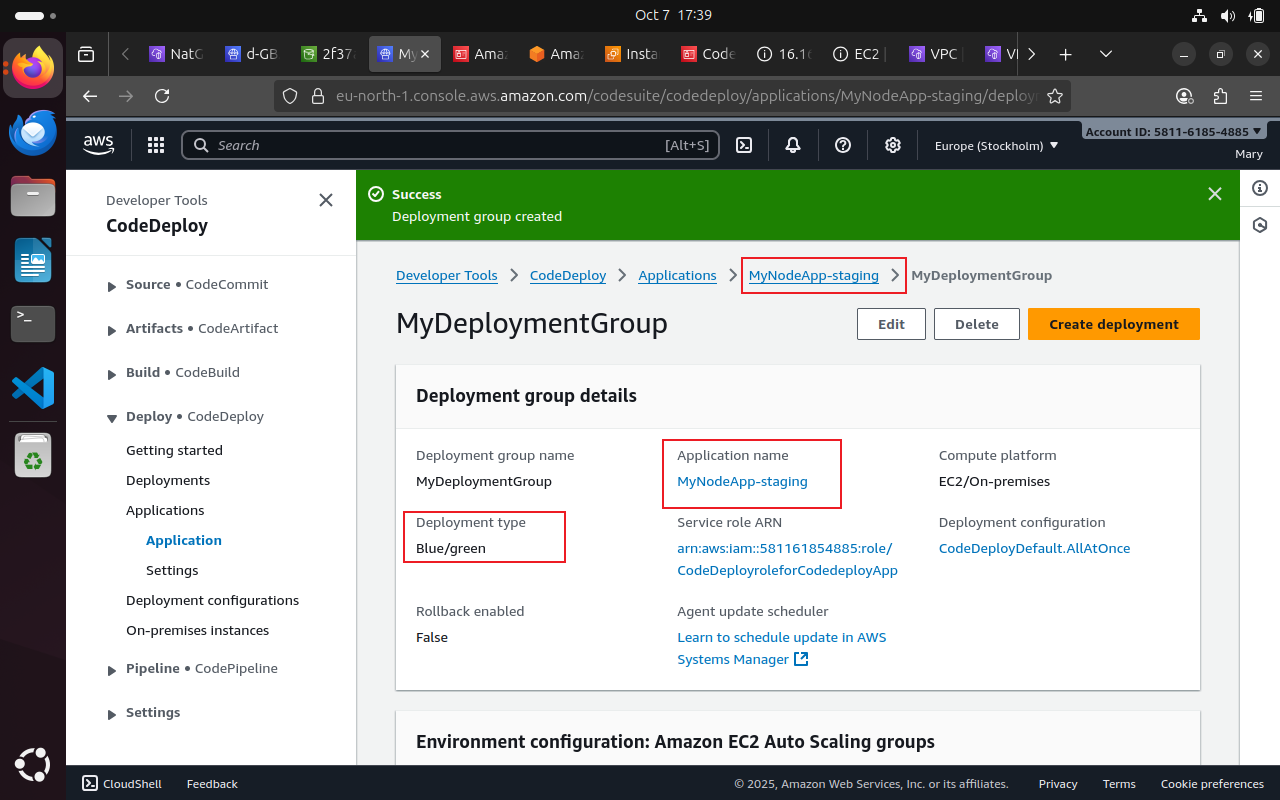 Oct 7 17:39
NatG
d-GB
2f37
My
Amaz
Amaz
Insta
Code
16.16
EC2 |
VPC |
eu-north-1.console.aws.amazon.com/codesuite/codedeploy/applications/MyNodeApp-staging/deploy
aws
Search
[Alt+S]
Europe (Stockholm)
Account ID: 5811-6185-4885
Mary
Developer Tools
CodeDeploy
Source • CodeCommit
Artifacts • CodeArtifact
Build • CodeBuild
Deploy • CodeDeploy
Getting started
Deployments
Applications
Application
Settings
Deployment configurations
On-premises instances
Pipeline • CodePipeline
Settings
Success
Deployment group created
Developer Tools
CodeDeploy
Applications
MyNodeApp-staging
MyDeploymentGroup
MyDeploymentGroup
Edit
Delete
Create deployment
Deployment group details
Deployment group name
MyDeploymentGroup
Application name
MyNodeApp-staging
Compute platform
EC2/On-premises
Deployment type
Blue/green
Service role ARN
arn:aws:iam::581161854885:role/
CodeDeployroleforCodedeployApp
Deployment configuration
CodeDeployDefault.AllAtOnce
Rollback enabled
False
Agent update scheduler
Learn to schedule update in AWS
Systems Manager
Environment configuration: Amazon EC2 Auto Scaling groups
CloudShell
Feedback
© 2025, Amazon Web Services, Inc. or its affiliates.
Privacy
Terms
Cookie preferences